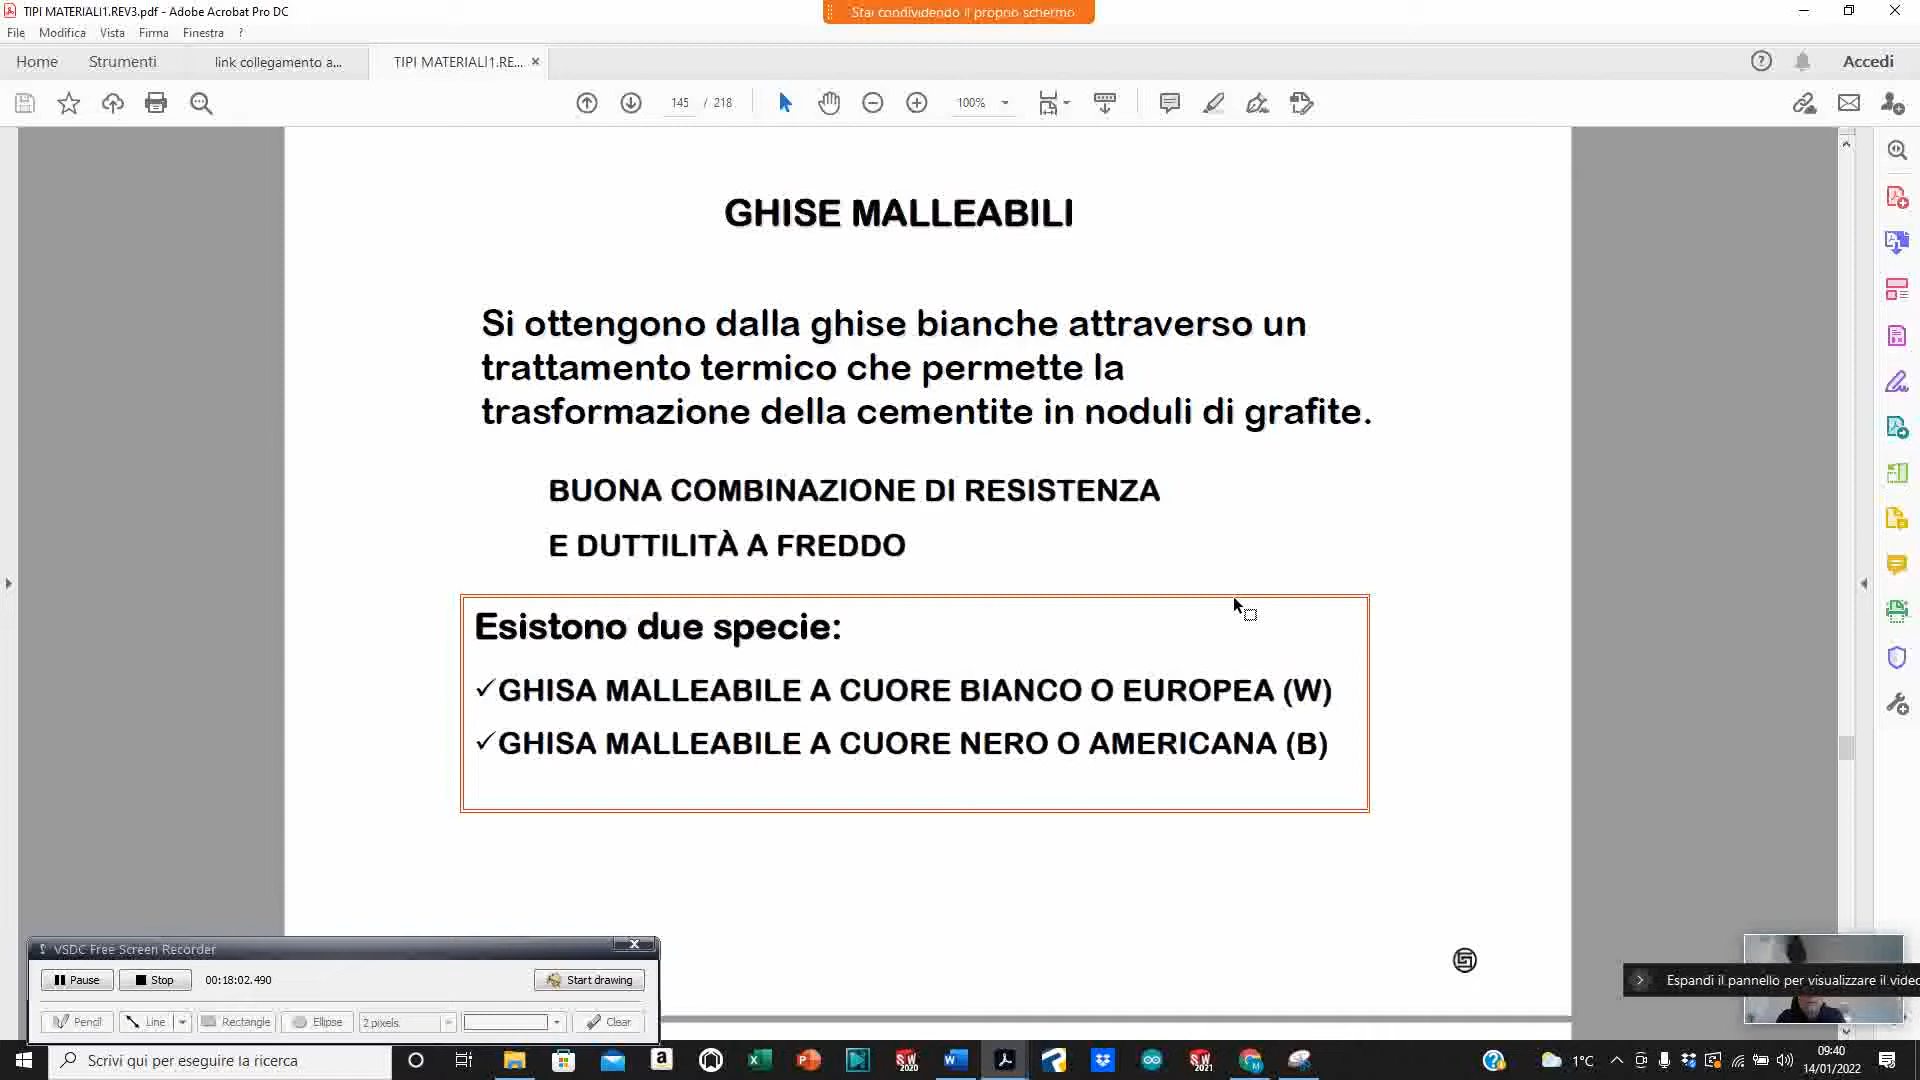 TIPI MATERIALI1.REV3.pdf - Adobe Acrobat Pro DC
Stai condividendo il proprio schermo
File Modifica Vista Firma Finestra ?
Home Strumenti link collegamento a... TIPI MATERIALI1.RE... × Accedi
145 / 218 100%
GHISE MALLEABILI
Si ottengono dalla ghise bianche attraverso un
trattamento termico che permette la
trasformazione della cementite in noduli di grafite.
BUONA COMBINAZIONE DI RESISTENZA
E DUTTILITÀ A FREDDO
Esistono due specie:
✓GHISA MALLEABILE A CUORE BIANCO O EUROPEA (W)
✓GHISA MALLEABILE A CUORE NERO O AMERICANA (B)
VSDC Free Screen Recorder
Pause Stop 00:18:02.490 Start drawing
Pencil Line Rectangle Ellipse 2 pixels Clear
Espandi il pannello per visualizzare il video
Scrivi qui per eseguire la ricerca
SW 2020
SW 2021
1°C
09:40
14/01/2022